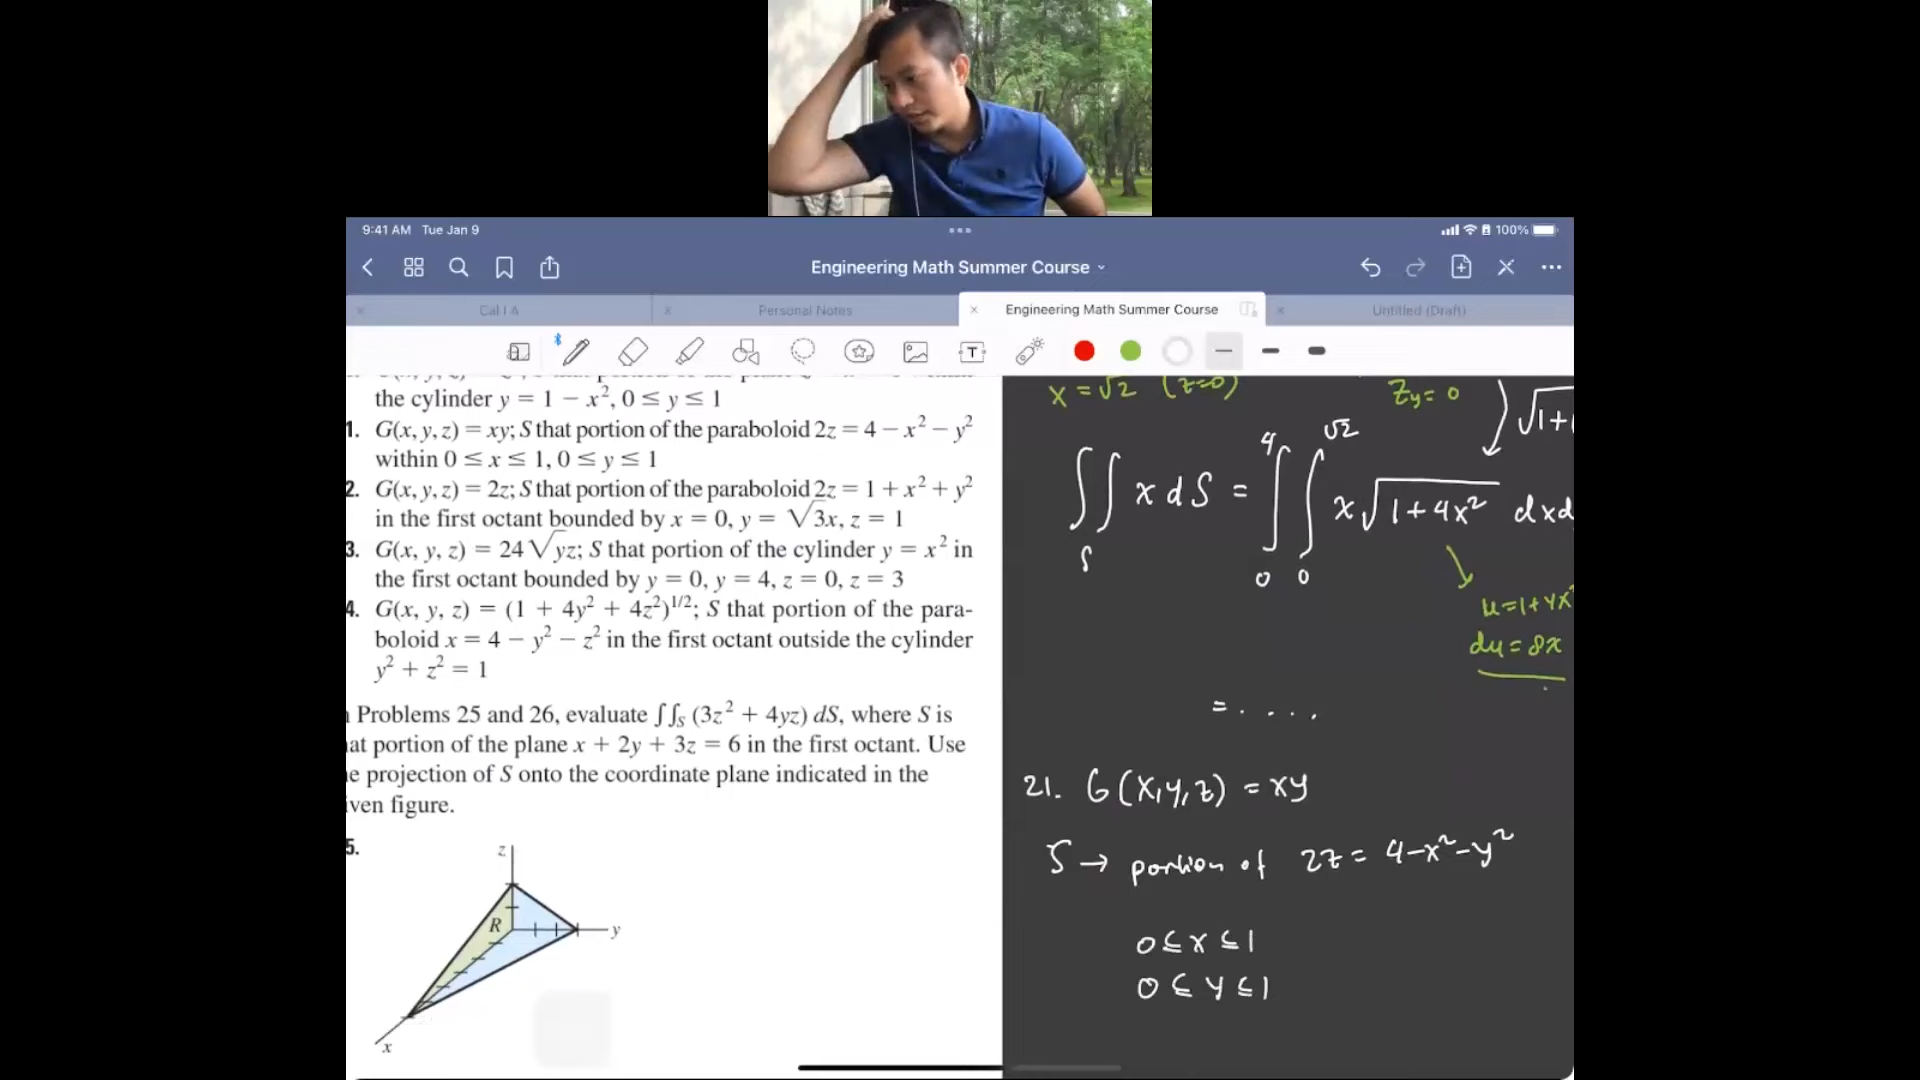 9:41 AM Tue Jan 9
100%
Engineering Math Summer Course
Cal I A
Personal Notes
Engineering Math Summer Course
Untitled (Draft)
T
the cylinder y = 1 − x², 0 ≤ y ≤ 1
1. G(x, y, z) = xy; S that portion of the paraboloid 2z = 4 − x² − y²
within 0 ≤ x ≤ 1, 0 ≤ y ≤ 1
2. G(x, y, z) = 2z; S that portion of the paraboloid 2z = 1 + x² + y²
in the first octant bounded by x = 0, y = √3x, z = 1
3. G(x, y, z) = 24√yz; S that portion of the cylinder y = x² in
the first octant bounded by y = 0, y = 4, z = 0, z = 3
4. G(x, y, z) = (1 + 4y² + 4z²)^1/2; S that portion of the para-
boloid x = 4 − y² − z² in the first octant outside the cylinder
y² + z² = 1
Problems 25 and 26, evaluate ∫∫S (3z² + 4yz) dS, where S is
at portion of the plane x + 2y + 3z = 6 in the first octant. Use
e projection of S onto the coordinate plane indicated in the
ven figure.
5.
z
R
y
x
x = √2 (z=0)
Zy = 0
√1+
∫∫S x dS = ∫₀⁴ ∫₀^√2 x√1+4x² dxd
u=1+4x²
du = 8x
= . . . .
21. G(x,y,z) = xy
S → portion of 2z = 4−x²−y²
0 ≤ x ≤ 1
0 ≤ y ≤ 1